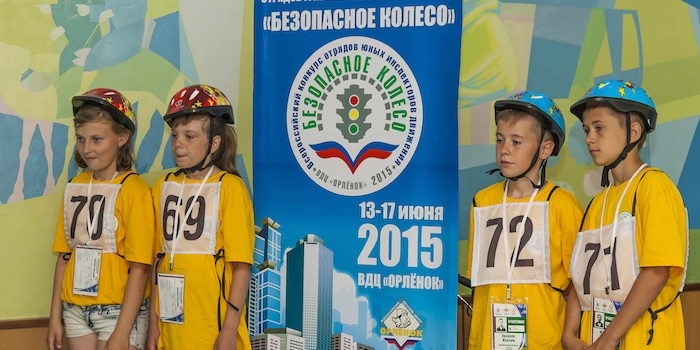 «БЕЗОПАСНОЕ КОЛЕСО»
Всероссийский конкурс отрядов юных инспекторов движения
БЕЗОПАСНОЕ КОЛЕСО
ВДЦ «ОРЛЁНОК» 2015
13-17 июня
2015
ВДЦ «ОРЛЁНОК»
ОРЛЁНОК
70
69
72
71